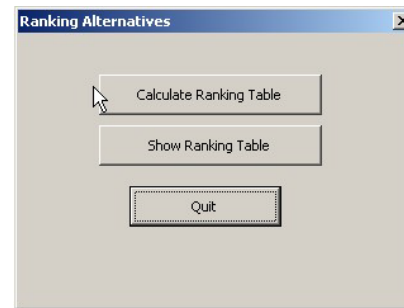 Ranking Alternatives
Calculate Ranking Table
Show Ranking Table
Quit